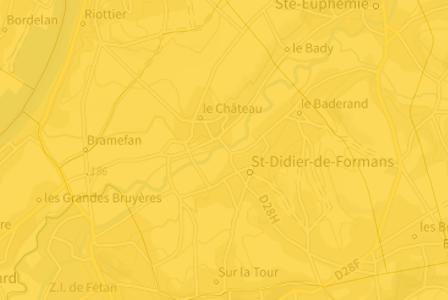 Ste-Euphémie
Riottier
Bordelan
le Bady
le Château
le Baderand
Bramefan
St-Didier-de-Formans
186
les Grandes Bruyères
D28H
Sur la Tour
D28F
Z.I. de Fétan